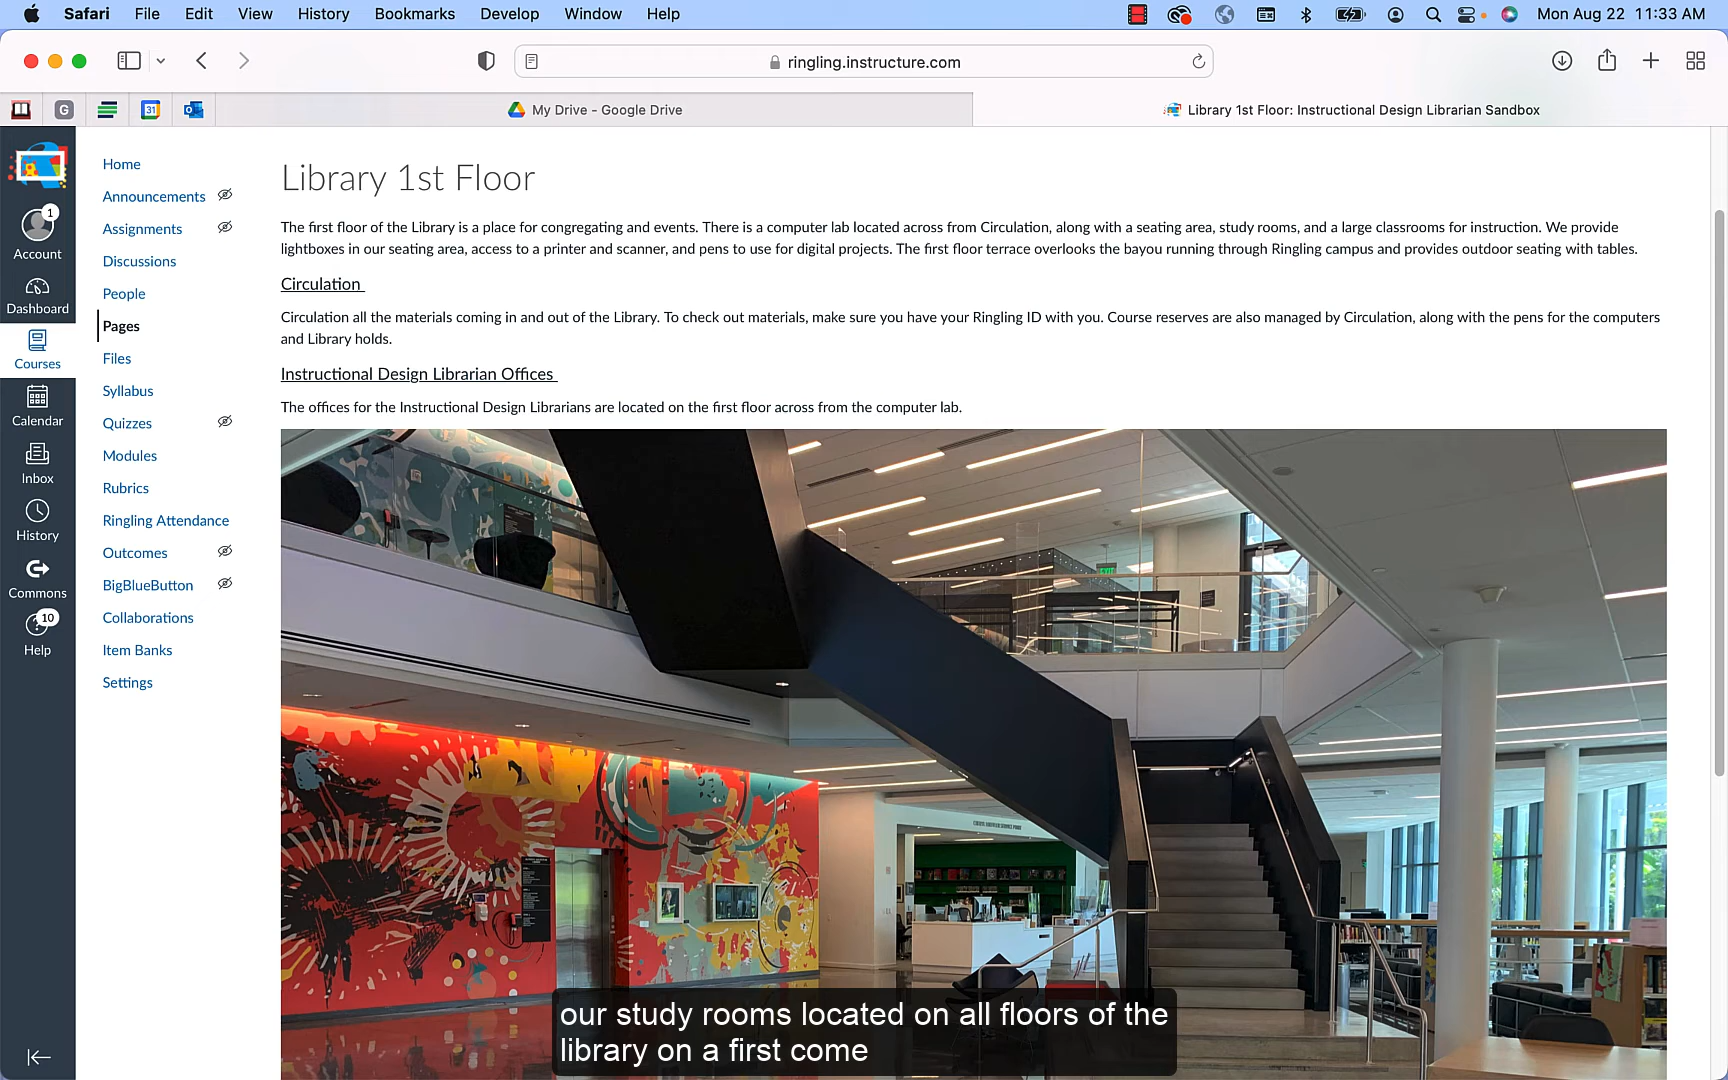 Safari File Edit View History Bookmarks Develop Window Help Mon Aug 22 11:33 AM
ringling.instructure.com
G
31
My Drive - Google Drive
Library 1st Floor: Instructional Design Librarian Sandbox
1
Account
Dashboard
Courses
Calendar
Inbox
History
Commons
10
Help
Home
Announcements
Assignments
Discussions
People
Pages
Files
Syllabus
Quizzes
Modules
Rubrics
Ringling Attendance
Outcomes
BigBlueButton
Collaborations
Item Banks
Settings
Library 1st Floor
The first floor of the Library is a place for congregating and events. There is a computer lab located across from Circulation, along with a seating area, study rooms, and a large classrooms for instruction. We provide
lightboxes in our seating area, access to a printer and scanner, and pens to use for digital projects. The first floor terrace overlooks the bayou running through Ringling campus and provides outdoor seating with tables.
Circulation
Circulation all the materials coming in and out of the Library. To check out materials, make sure you have your Ringling ID with you. Course reserves are also managed by Circulation, along with the pens for the computers
and Library holds.
Instructional Design Librarian Offices
The offices for the Instructional Design Librarians are located on the first floor across from the computer lab.
EXIT
our study rooms located on all floors of the
library on a first come